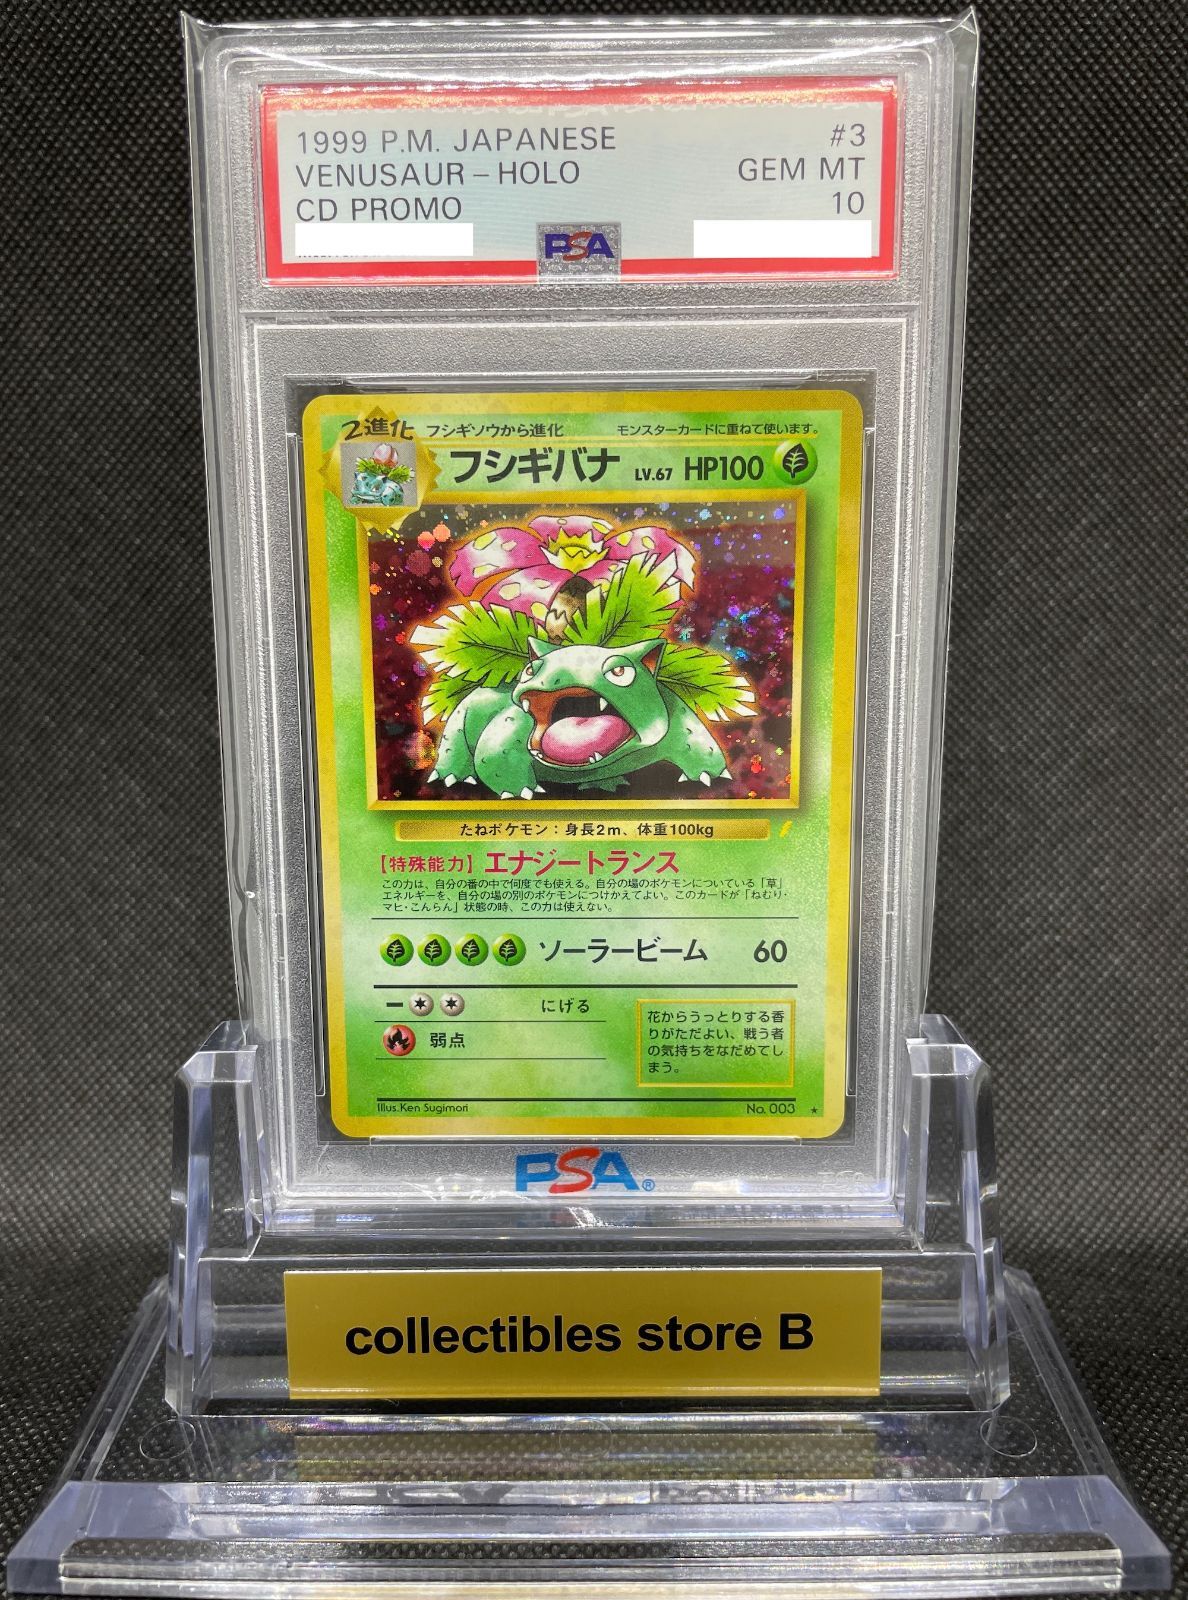 1999 P.M. JAPANESE #3
VENUSAUR - HOLO GEM MT
CD PROMO 10
PSA
2進化 フシギソウから進化 モンスターカードに重ねて使います。
フシギバナ LV.67 HP100
たねポケモン：身長2m、体重100kg
【特殊能力】エナジートランス
この力は、自分の番の中で何度でも使える。自分の場のポケモンについている「草」
エネルギーを、自分の場の別のポケモンにつけかえてよい。このカードが「ねむり・
マヒ・こんらん」状態の時、この力は使えない。
ソーラービーム 60
にげる
弱点
花からうっとりする香
りがただよい、戦う者
の気持ちをなだめてし
まう。
Illus.Ken Sugimori No. 003 ★
PSA®
collectibles store B